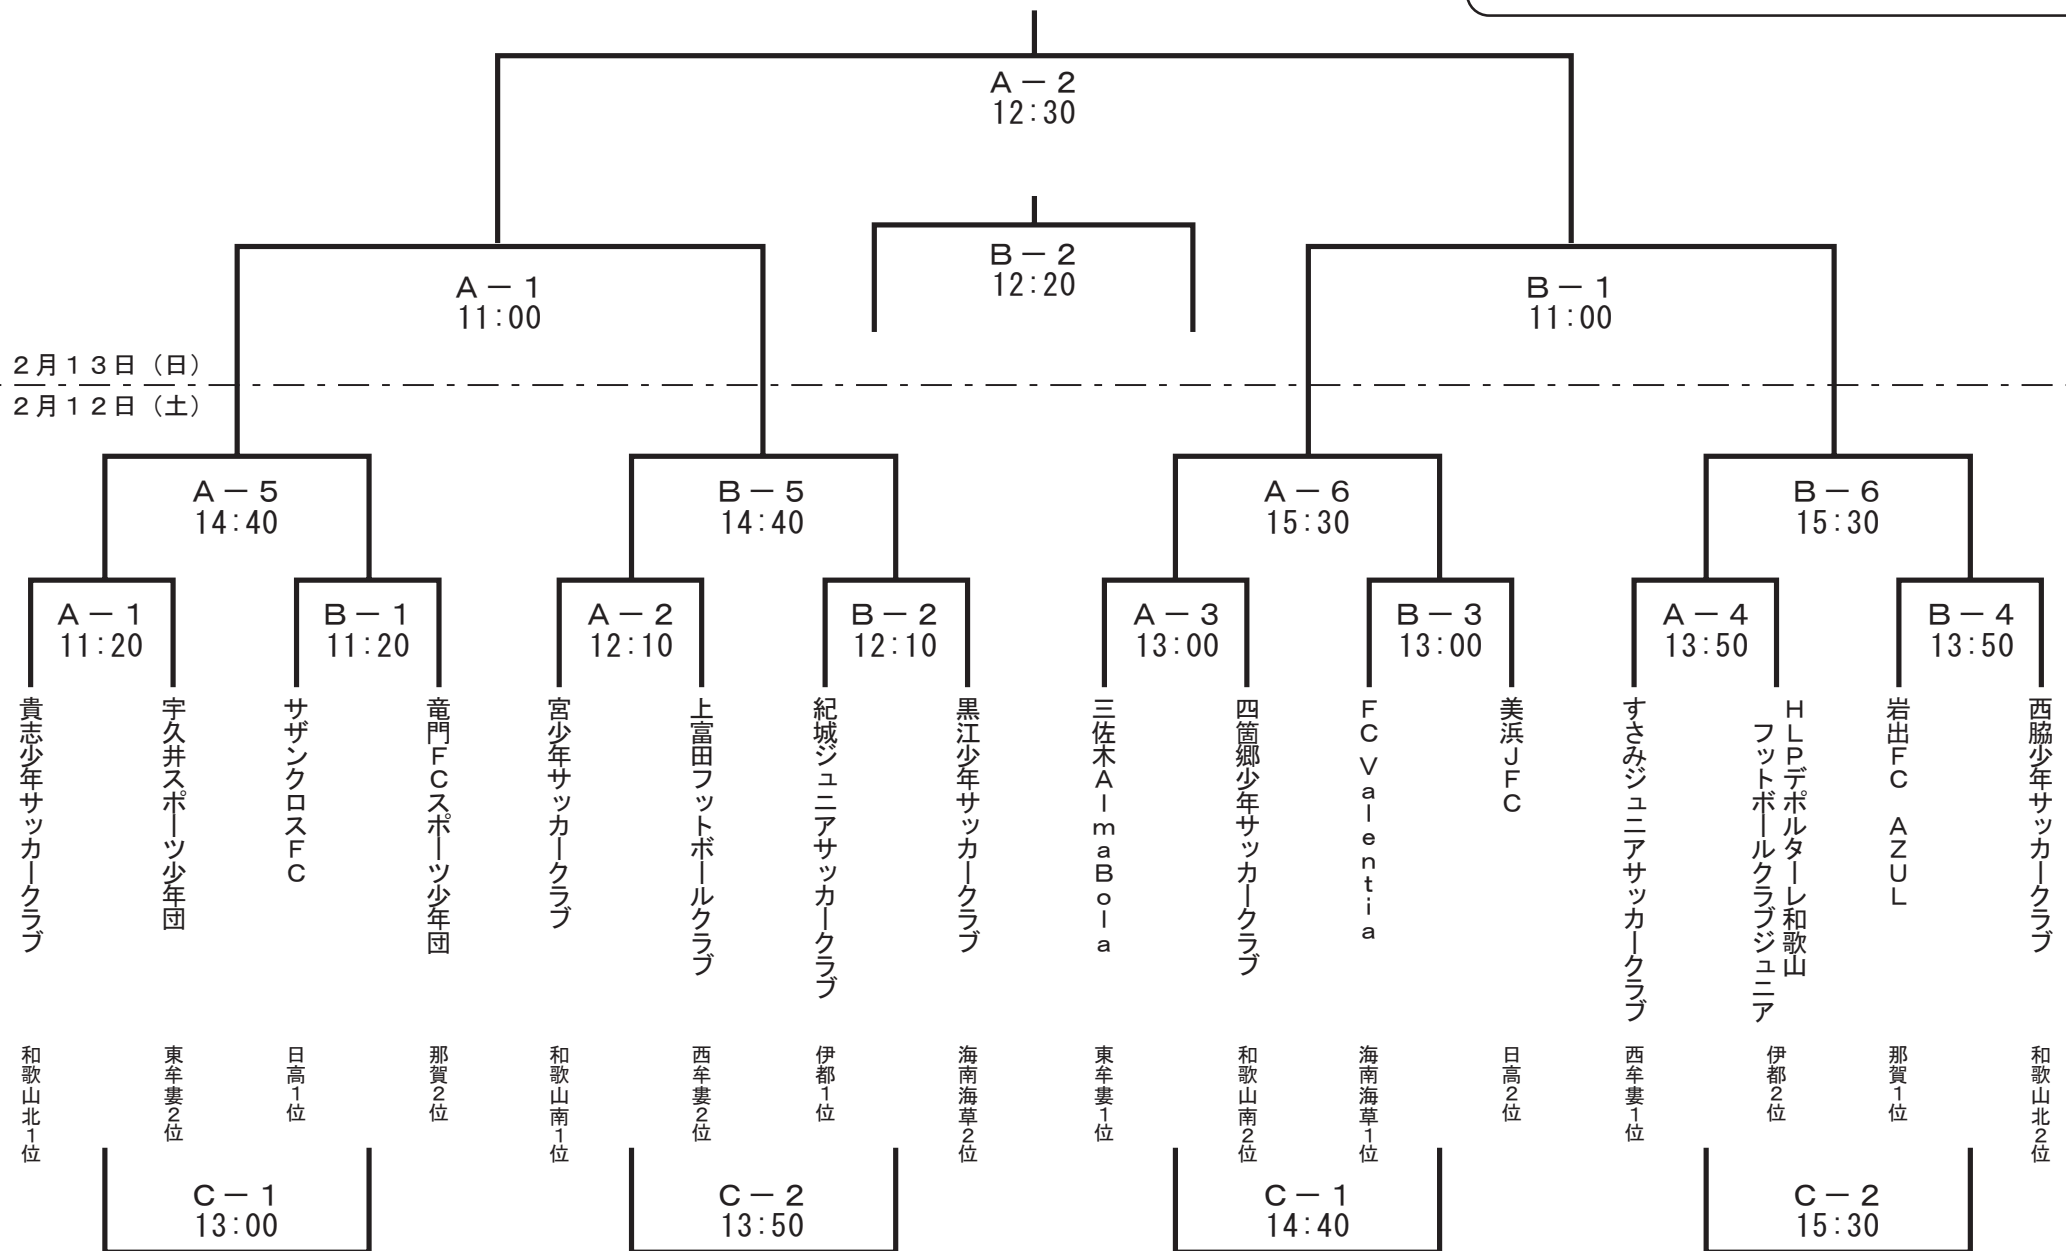 A－2
12:30
B－2
12:20
A－1
11:00
B－1
11:00
2月13日（日）
2月12日（土）
A－5
14:40
B－5
14:40
A－6
15:30
B－6
15:30
A－1
11:20
B－1
11:20
A－2
12:10
B－2
12:10
A－3
13:00
B－3
13:00
A－4
13:50
B－4
13:50
貴志少年サッカークラブ
宇久井スポーツ少年団
サザンクロスFC
竜門FCスポーツ少年団
宮少年サッカークラブ
上富田フットボールクラブ
紀城ジュニアサッカークラブ
黒江少年サッカークラブ
三佐木AlmaBola
四箇郷少年サッカークラブ
FC Valentia
美浜JFC
すさみジュニアサッカークラブ
HLPデポルターレ和歌山
フットボールクラブジュニア
岩出FC AZUL
西脇少年サッカークラブ
和歌山北1位
東牟婁2位
日高1位
那賀2位
和歌山南1位
西牟婁2位
伊都1位
海南海草2位
東牟婁1位
和歌山南2位
海南海草1位
日高2位
西牟婁1位
伊都2位
那賀1位
和歌山北2位
C－1
13:00
C－2
13:50
C－1
14:40
C－2
15:30